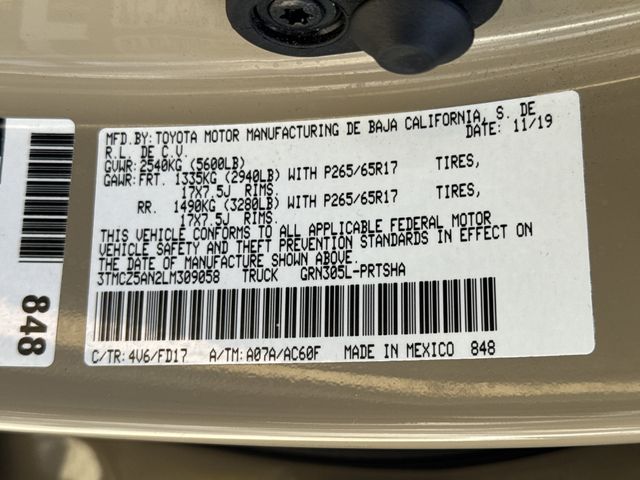 MFD.BY: TOYOTA MOTOR MANUFACTURING DE BAJA CALIFORNIA, S. DE
R.L. DE C.V. DATE: 11/19
GVWR: 2540KG (5600LB)
GAWR: FRT. 1335KG (2940LB) WITH P265/65R17 TIRES,
17X7.5J RIMS.
RR. 1490KG (3280LB) WITH P265/65R17 TIRES,
17X7.5J RIMS.
THIS VEHICLE CONFORMS TO ALL APPLICABLE FEDERAL MOTOR
VEHICLE SAFETY AND THEFT PREVENTION STANDARDS IN EFFECT ON
THE DATE OF MANUFACTURE SHOWN ABOVE.
3TMCZ5AN2LM309058 TRUCK GRN305L-PRTSHA
C/TR: 4V6/FD17 A/TM: A07A/AC60F MADE IN MEXICO 848
848